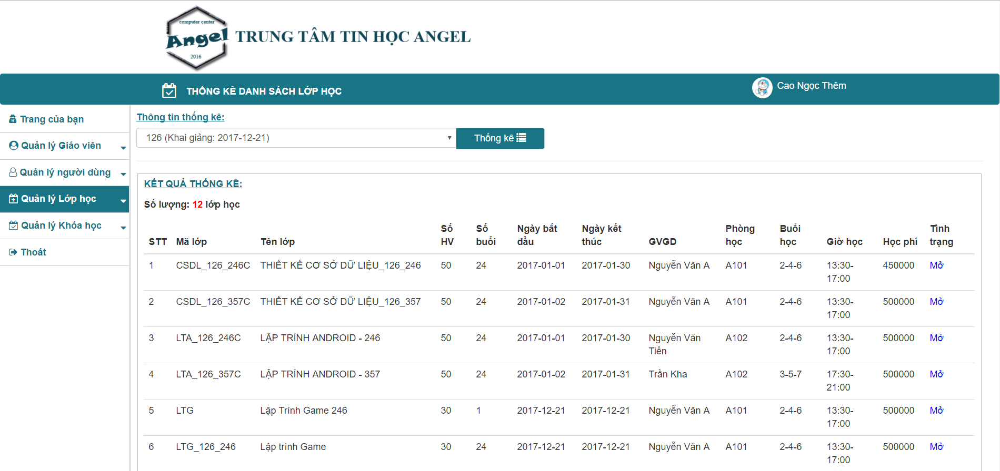 computer center
Angel
2016
TRUNG TÂM TIN HỌC ANGEL
THỐNG KÊ DANH SÁCH LỚP HỌC
Cao Ngọc Thêm
Trang của bạn
Quản lý Giáo viên
Quản lý người dùng
Quản lý Lớp học
Quản lý Khóa học
Thoát
Thông tin thống kê:
126 (Khai giảng: 2017-12-21)
Thống kê
KẾT QUẢ THỐNG KÊ:
Số lượng: 12 lớp học
STT Mã lớp Tên lớp Số HV Số buổi Ngày bắt đầu Ngày kết thúc GVGD Phòng học Buổi học Giờ học Học phí Tình trạng
1 CSDL_126_246C THIẾT KẾ CƠ SỞ DỮ LIỆU_126_246 50 24 2017-01-01 2017-01-30 Nguyễn Văn A A101 2-4-6 13:30-17:00 450000 Mở
2 CSDL_126_357C THIẾT KẾ CƠ SỞ DỮ LIỆU_126_357 50 24 2017-01-02 2017-01-31 Nguyễn Văn A A101 2-4-6 13:30-17:00 500000 Mở
3 LTA_126_246C LẬP TRÌNH ANDROID - 246 50 24 2017-01-01 2017-01-30 Nguyễn Văn Tiến A102 2-4-6 13:30-17:00 500000 Mở
4 LTA_126_357C LẬP TRÌNH ANDROID - 357 50 24 2017-01-02 2017-01-31 Trần Kha A102 3-5-7 17:30-21:00 500000 Mở
5 LTG Lập Trình Game 246 30 1 2017-12-21 2017-12-21 Nguyễn Văn A A101 2-4-6 13:30-17:00 500000 Mở
6 LTG_126_246 Lập trình Game 30 24 2017-12-21 2017-12-21 Nguyễn Văn A A101 2-4-6 13:30-17:00 500000 Mở